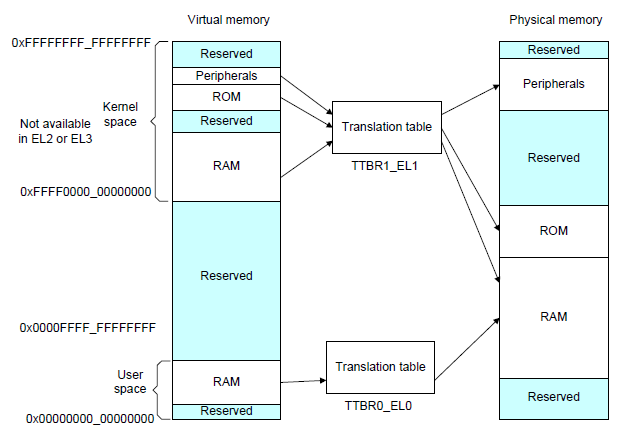 Virtual memory
Physical memory
0xFFFFFFFF_FFFFFFFF
Reserved
Peripherals
ROM
Reserved
RAM
Kernel
space
Not available
in EL2 or EL3
0xFFFF0000_00000000
Reserved
0x0000FFFF_FFFFFFFF
User
space
RAM
Reserved
0x00000000_00000000
Translation table
TTBR1_EL1
Translation table
TTBR0_EL0
Reserved
Peripherals
Reserved
ROM
RAM
Reserved